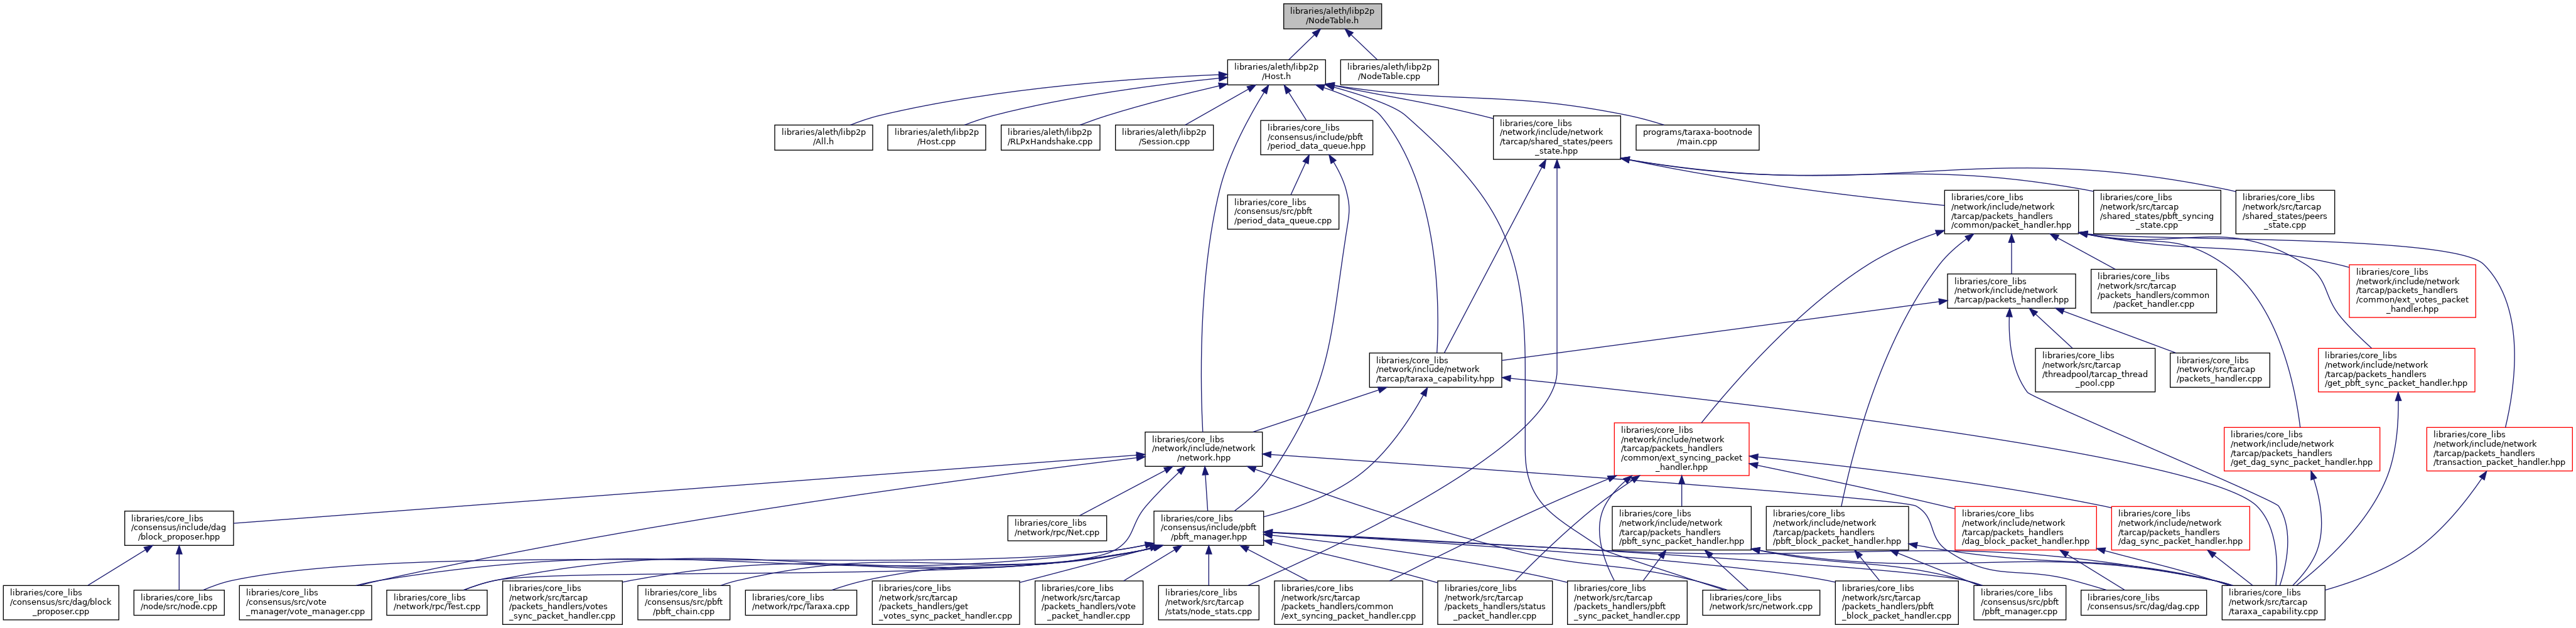 libraries/aleth/libp2p
/NodeTable.h
libraries/aleth/libp2p
/Host.h
libraries/aleth/libp2p
/NodeTable.cpp
libraries/aleth/libp2p
/All.h
libraries/aleth/libp2p
/Host.cpp
libraries/aleth/libp2p
/RLPxHandshake.cpp
libraries/aleth/libp2p
/Session.cpp
libraries/core_libs
/consensus/include/pbft
/period_data_queue.hpp
libraries/core_libs
/network/include/network
/tarcap/shared_states/peers
_state.hpp
programs/taraxa-bootnode
/main.cpp
libraries/core_libs
/consensus/src/pbft
/period_data_queue.cpp
libraries/core_libs
/network/include/network
/tarcap/packets_handlers
/common/packet_handler.hpp
libraries/core_libs
/network/src/tarcap
/shared_states/pbft_syncing
_state.cpp
libraries/core_libs
/network/src/tarcap
/shared_states/peers
_state.cpp
libraries/core_libs
/network/include/network
/tarcap/packets_handler.hpp
libraries/core_libs
/network/src/tarcap
/packets_handlers/common
/packet_handler.cpp
libraries/core_libs
/network/include/network
/tarcap/packets_handlers
/common/ext_votes_packet
_handler.hpp
libraries/core_libs
/network/include/network
/tarcap/taraxa_capability.hpp
libraries/core_libs
/network/src/tarcap
/threadpool/tarcap_thread
_pool.cpp
libraries/core_libs
/network/src/tarcap
/packets_handler.cpp
libraries/core_libs
/network/include/network
/tarcap/packets_handlers
/get_pbft_sync_packet_handler.hpp
libraries/core_libs
/network/include/network
/network.hpp
libraries/core_libs
/network/include/network
/tarcap/packets_handlers
/common/ext_syncing_packet
_handler.hpp
libraries/core_libs
/network/include/network
/tarcap/packets_handlers
/get_dag_sync_packet_handler.hpp
libraries/core_libs
/network/include/network
/tarcap/packets_handlers
/transaction_packet_handler.hpp
libraries/core_libs
/consensus/include/dag
/block_proposer.hpp
libraries/core_libs
/network/rpc/Net.cpp
libraries/core_libs
/consensus/include/pbft
/pbft_manager.hpp
libraries/core_libs
/network/include/network
/tarcap/packets_handlers
/pbft_sync_packet_handler.hpp
libraries/core_libs
/network/include/network
/tarcap/packets_handlers
/pbft_block_packet_handler.hpp
libraries/core_libs
/network/include/network
/tarcap/packets_handlers
/dag_block_packet_handler.hpp
libraries/core_libs
/network/include/network
/tarcap/packets_handlers
/dag_sync_packet_handler.hpp
libraries/core_libs
/consensus/src/dag/block
_proposer.cpp
libraries/core_libs
/node/src/node.cpp
libraries/core_libs
/consensus/src/vote
_manager/vote_manager.cpp
libraries/core_libs
/network/rpc/Test.cpp
libraries/core_libs
/network/src/tarcap
/packets_handlers/votes
_sync_packet_handler.cpp
libraries/core_libs
/consensus/src/pbft
/pbft_chain.cpp
libraries/core_libs
/network/rpc/Taraxa.cpp
libraries/core_libs
/network/src/tarcap
/packets_handlers/get
_votes_sync_packet_handler.cpp
libraries/core_libs
/network/src/tarcap
/packets_handlers/vote
_packet_handler.cpp
libraries/core_libs
/network/src/tarcap
/stats/node_stats.cpp
libraries/core_libs
/network/src/tarcap
/packets_handlers/common
/ext_syncing_packet_handler.cpp
libraries/core_libs
/network/src/tarcap
/packets_handlers/status
_packet_handler.cpp
libraries/core_libs
/network/src/tarcap
/packets_handlers/pbft
_sync_packet_handler.cpp
libraries/core_libs
/network/src/network.cpp
libraries/core_libs
/network/src/tarcap
/packets_handlers/pbft
_block_packet_handler.cpp
libraries/core_libs
/consensus/src/pbft
/pbft_manager.cpp
libraries/core_libs
/consensus/src/dag/dag.cpp
libraries/core_libs
/network/src/tarcap
/taraxa_capability.cpp